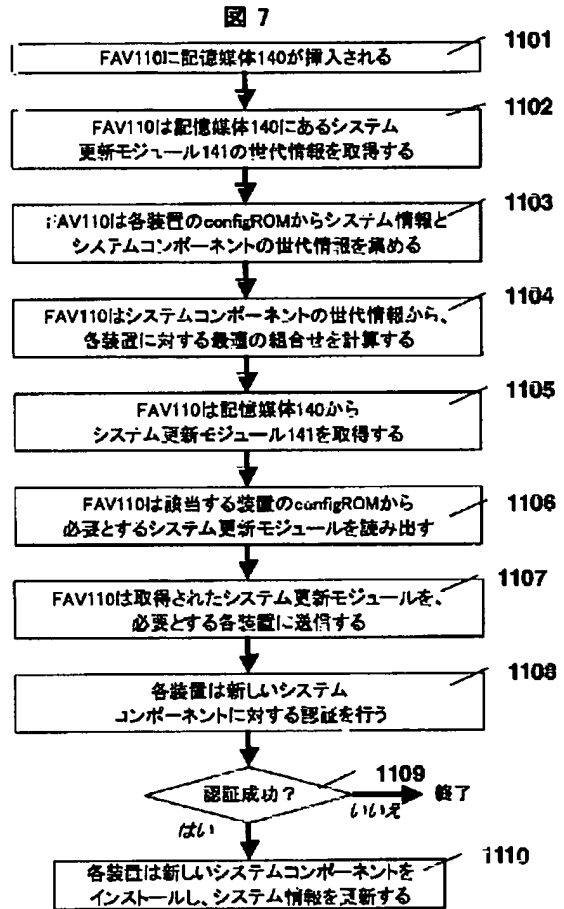 図 7
1101
FAV110に記憶媒体140が挿入される
1102
FAV110は記憶媒体140にあるシステム
更新モジュール141の世代情報を取得する
1103
FAV110は各装置のconfigROMからシステム情報と
システムコンポーネントの世代情報を集める
1104
FAV110はシステムコンポーネントの世代情報から、
各装置に対する最適の組合せを計算する
1105
FAV110は記憶媒体140から
システム更新モジュール141を取得する
1106
FAV110は該当する装置のconfigROMから
必要とするシステム更新モジュールを読み出す
1107
FAV110は取得されたシステム更新モジュールを、
必要とする各装置に送信する
1108
各装置は新しいシステム
コンポーネントに対する認証を行う
1109
認証成功?
終了
いいえ
はい
1110
各装置は新しいシステムコンポーネントを
インストールし、システム情報を更新する